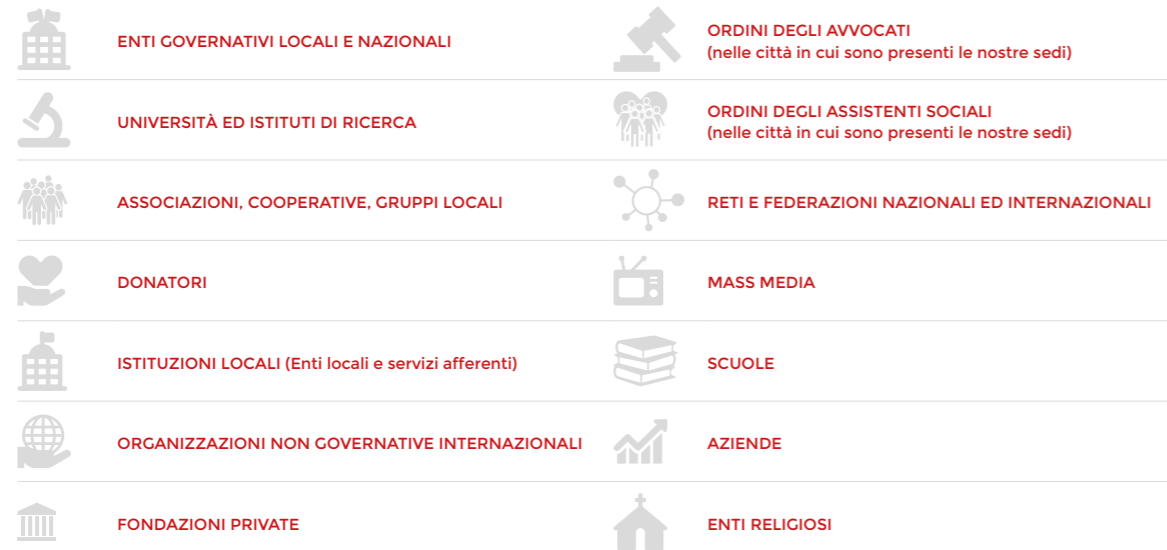 ENTI GOVERNATIVI LOCALI E NAZIONALI
UNIVERSITÀ ED ISTITUTI DI RICERCA
ASSOCIAZIONI, COOPERATIVE, GRUPPI LOCALI
DONATORI
ISTITUZIONI LOCALI (Enti locali e servizi afferenti)
ORGANIZZAZIONI NON GOVERNATIVE INTERNAZIONALI
FONDAZIONI PRIVATE
ORDINI DEGLI AVVOCATI
(nelle città in cui sono presenti le nostre sedi)
ORDINI DEGLI ASSISTENTI SOCIALI
(nelle città in cui sono presenti le nostre sedi)
RETI E FEDERAZIONI NAZIONALI ED INTERNAZIONALI
MASS MEDIA
SCUOLE
AZIENDE
ENTI RELIGIOSI